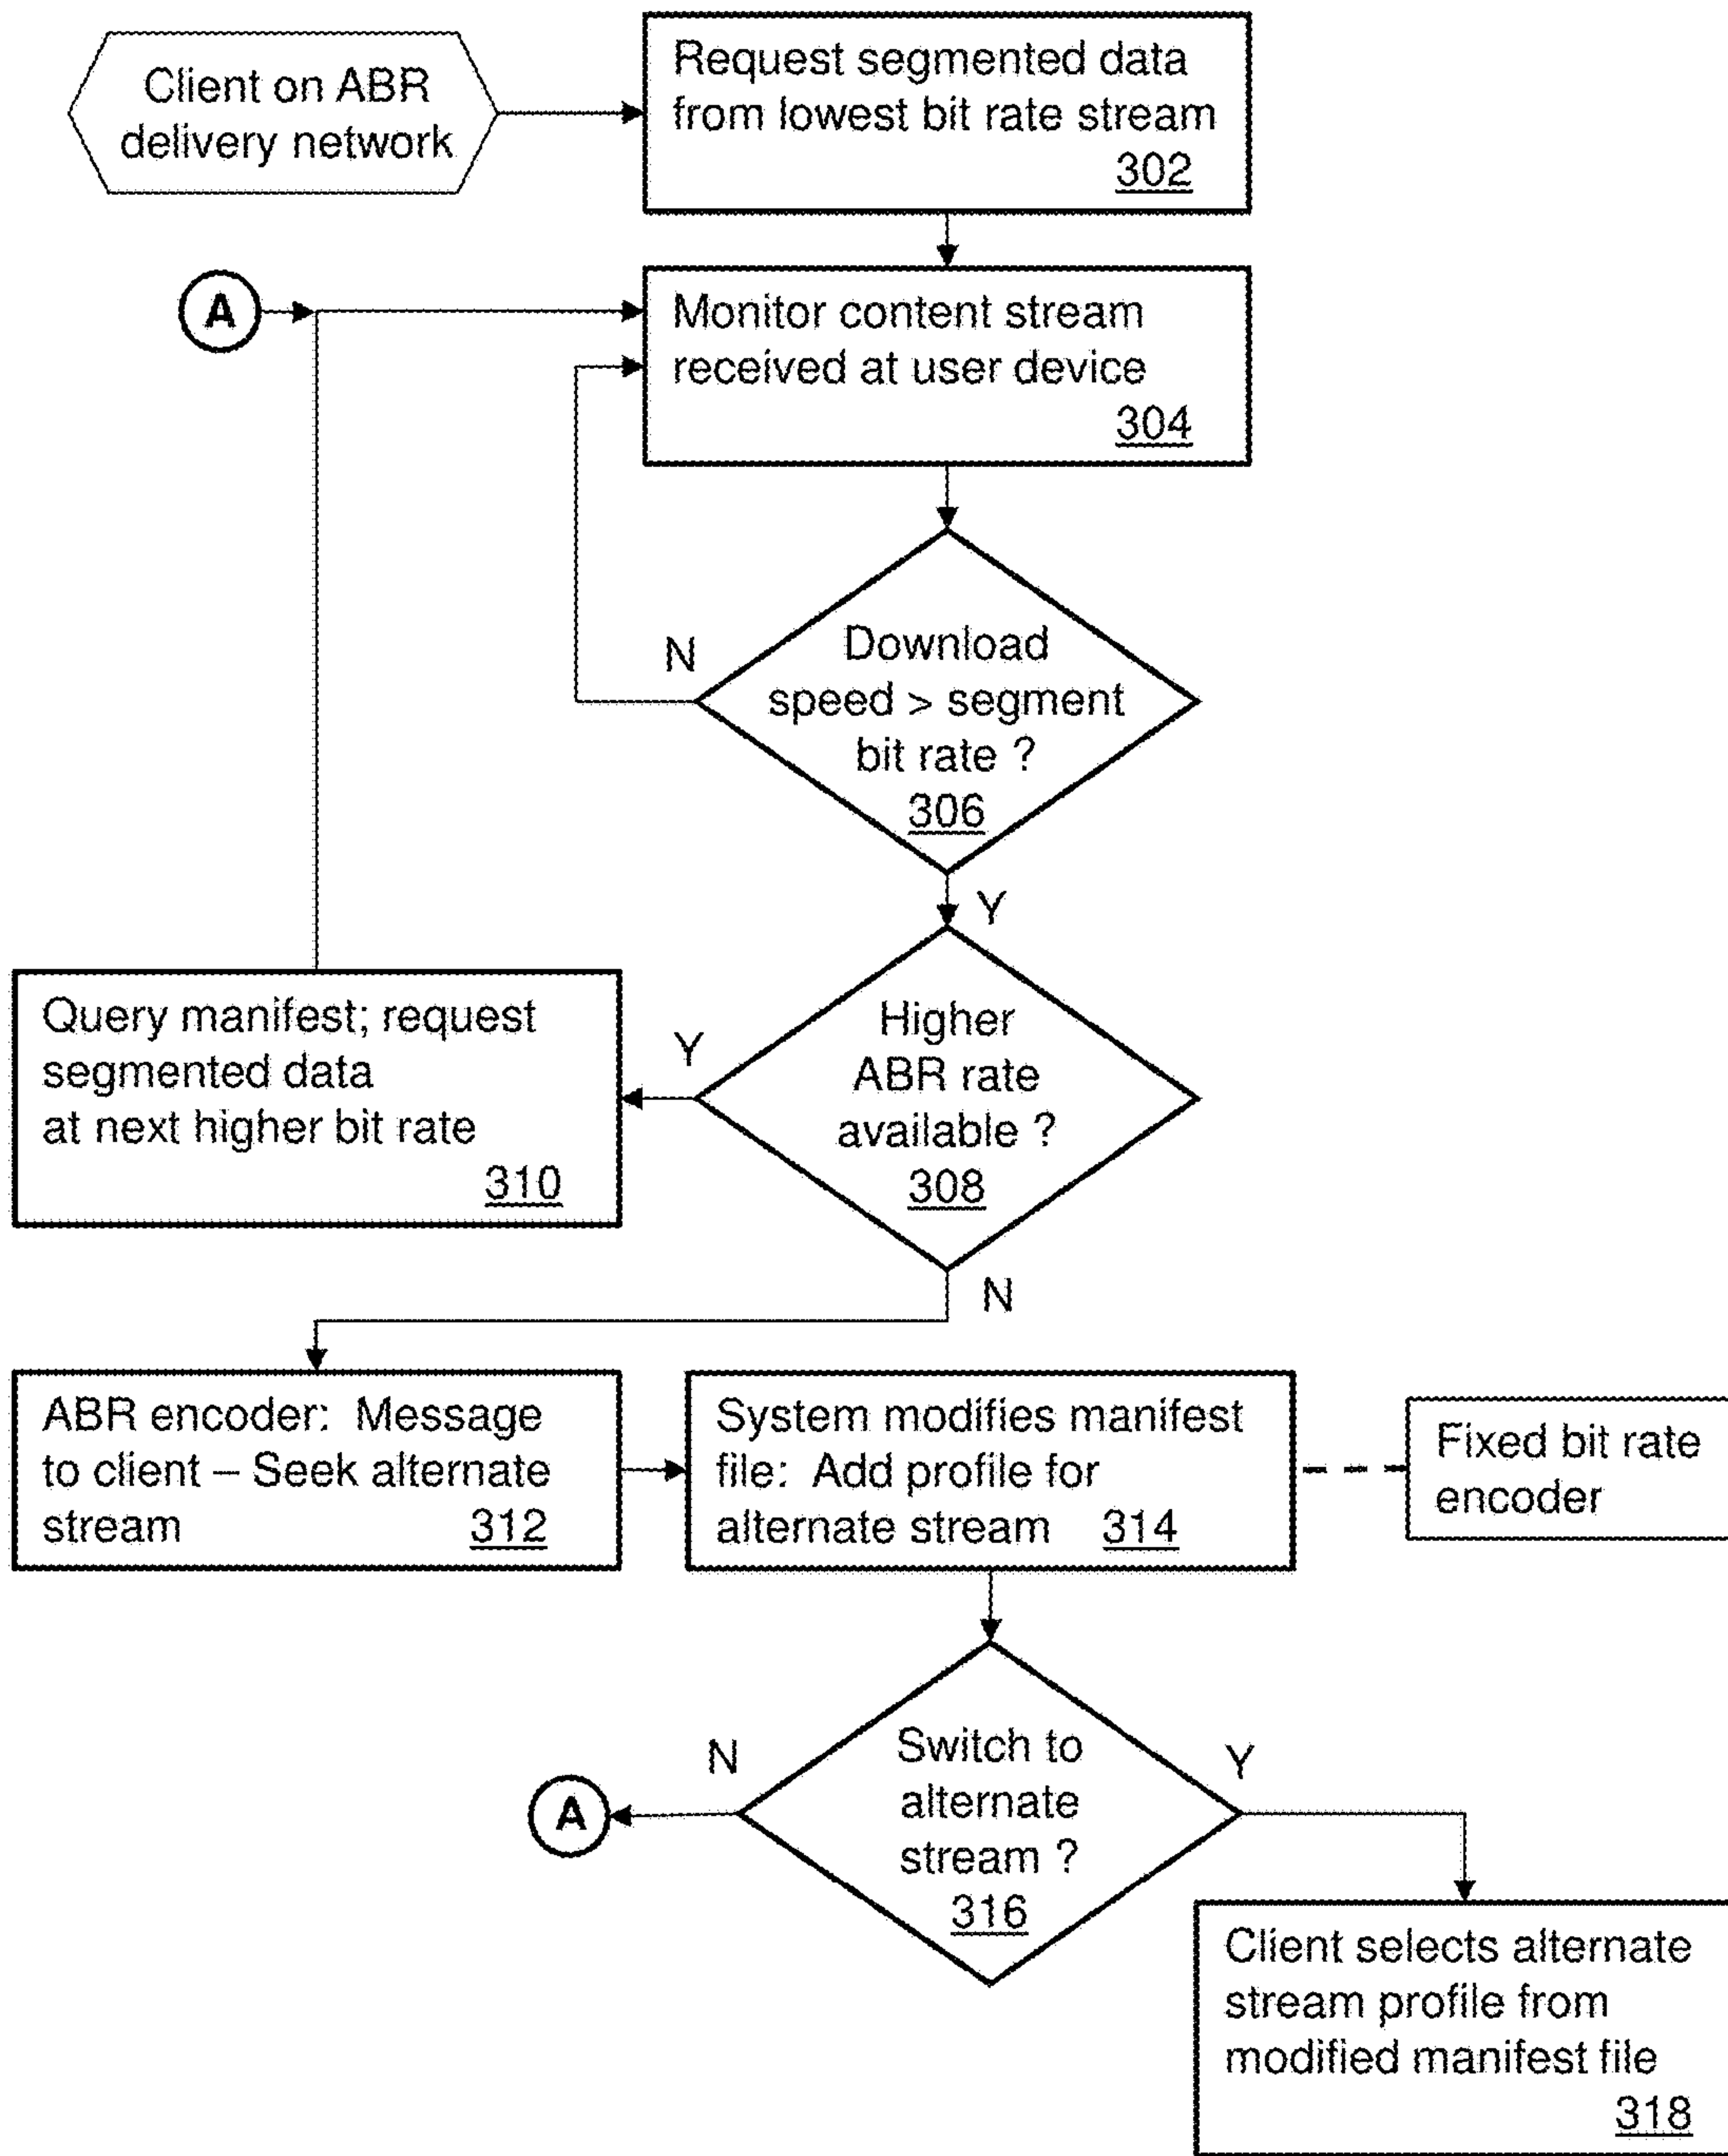 Client on ABR
delivery network
Request segmented data
from lowest bit rate stream
302
A
Monitor content stream
received at user device
304
N
Download
speed > segment
bit rate ?
306
Y
Query manifest; request
segmented data
at next higher bit rate
310
Y
Higher
ABR rate
available ?
308
N
ABR encoder: Message
to client – Seek alternate
stream 312
System modifies manifest
file: Add profile for
alternate stream 314
Fixed bit rate
encoder
N
Switch to
alternate
stream ?
316
Y
A
Client selects alternate
stream profile from
modified manifest file
318